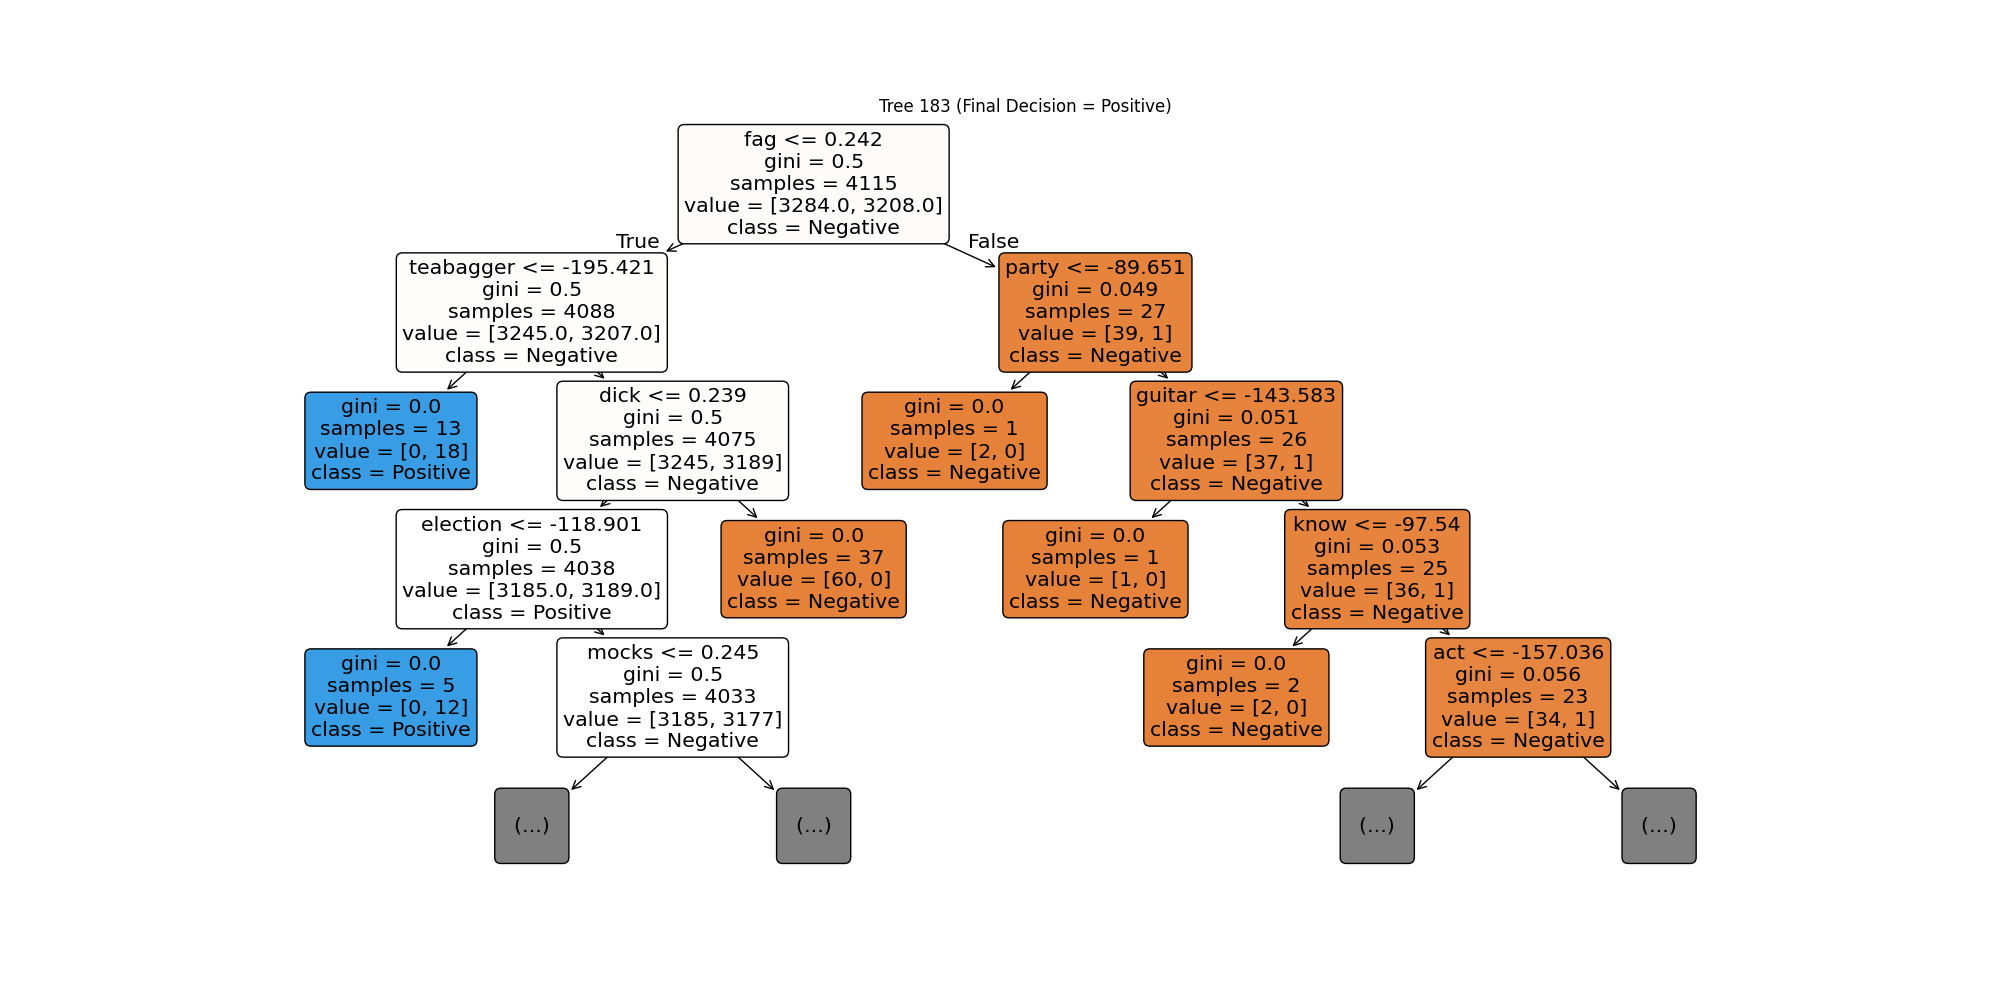 Tree 183 (Final Decision = Positive)
fag <= 0.242
gini = 0.5
samples = 4115
value = [3284.0, 3208.0]
class = Negative
True
False
teabagger <= -195.421
gini = 0.5
samples = 4088
value = [3245.0, 3207.0]
class = Negative
party <= -89.651
gini = 0.049
samples = 27
value = [39, 1]
class = Negative
gini = 0.0
samples = 13
value = [0, 18]
class = Positive
dick <= 0.239
gini = 0.5
samples = 4075
value = [3245, 3189]
class = Negative
gini = 0.0
samples = 1
value = [2, 0]
class = Negative
guitar <= -143.583
gini = 0.051
samples = 26
value = [37, 1]
class = Negative
election <= -118.901
gini = 0.5
samples = 4038
value = [3185.0, 3189.0]
class = Positive
gini = 0.0
samples = 37
value = [60, 0]
class = Negative
gini = 0.0
samples = 1
value = [1, 0]
class = Negative
know <= -97.54
gini = 0.053
samples = 25
value = [36, 1]
class = Negative
gini = 0.0
samples = 5
value = [0, 12]
class = Positive
mocks <= 0.245
gini = 0.5
samples = 4033
value = [3185, 3177]
class = Negative
gini = 0.0
samples = 2
value = [2, 0]
class = Negative
act <= -157.036
gini = 0.056
samples = 23
value = [34, 1]
class = Negative
(...)
(...)
(...)
(...)